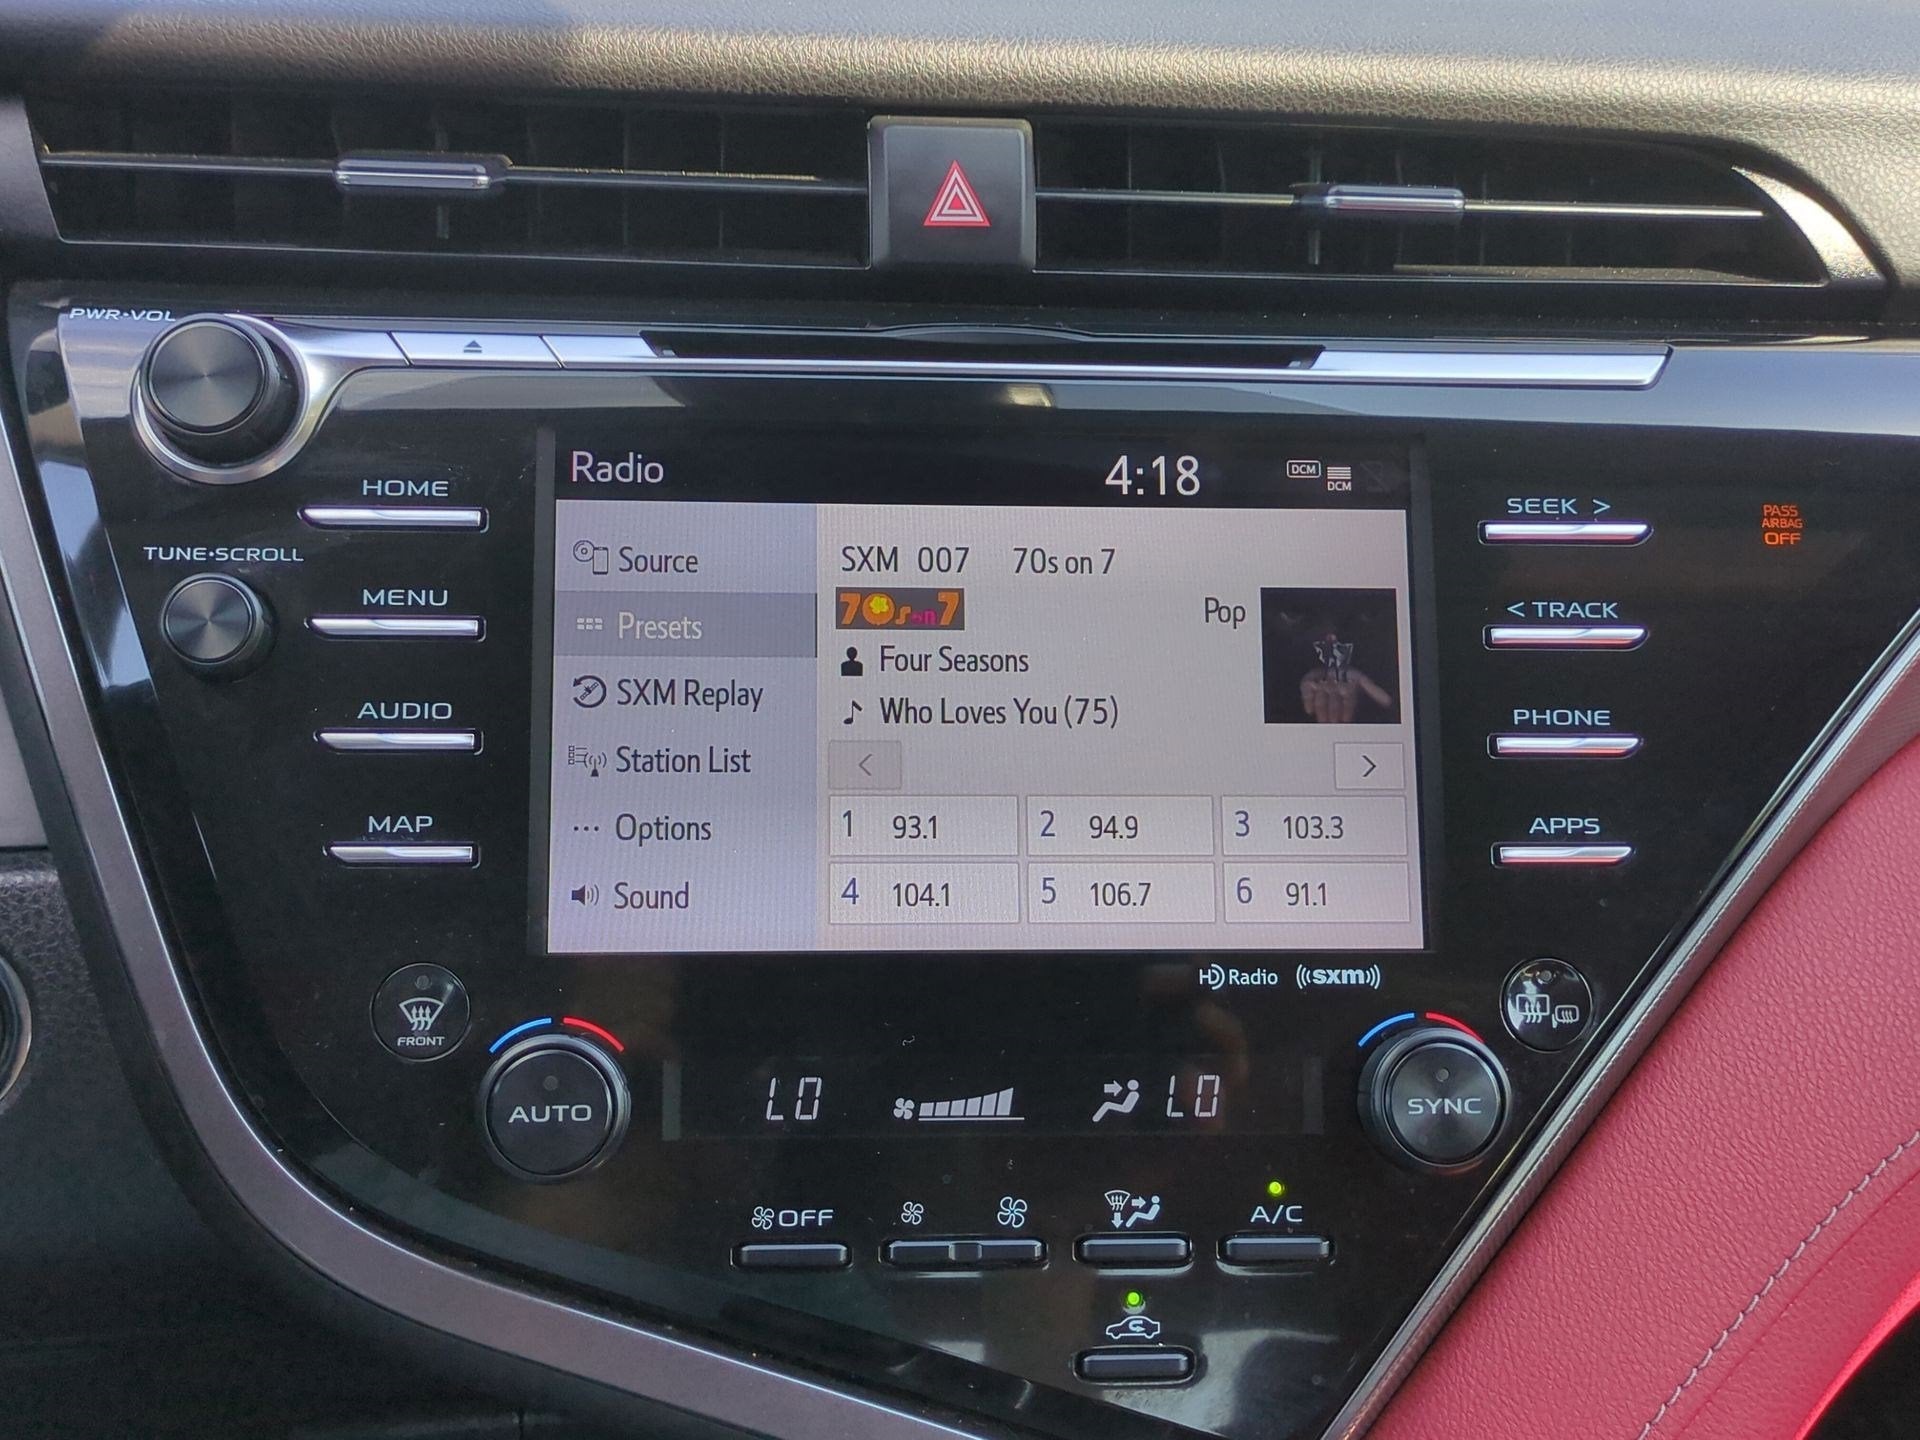 PWR•VOL
Radio
4:18
DCM
DCM
HOME
TUNE•SCROLL
MENU
AUDIO
MAP
Source
Presets
SXM Replay
Station List
Options
Sound
SXM 007 70s on 7
70s on 7
Pop
Four Seasons
Who Loves You (75)
<
>
1 93.1
2 94.9
3 103.3
4 104.1
5 106.7
6 91.1
SEEK >
< TRACK
PHONE
APPS
PASS
AIRBAG
OFF
HD Radio
((sxm))
FRONT
AUTO
LO
LO
SYNC
OFF
A/C